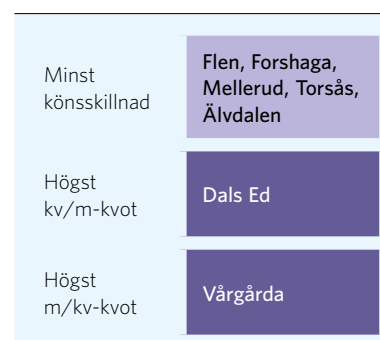 Minst
könsskillnad
Flen, Forshaga,
Mellerud, Torsås,
Älvdalen
Högst
kv/m-kvot
Dals Ed
Högst
m/kv-kvot
Vårgårda